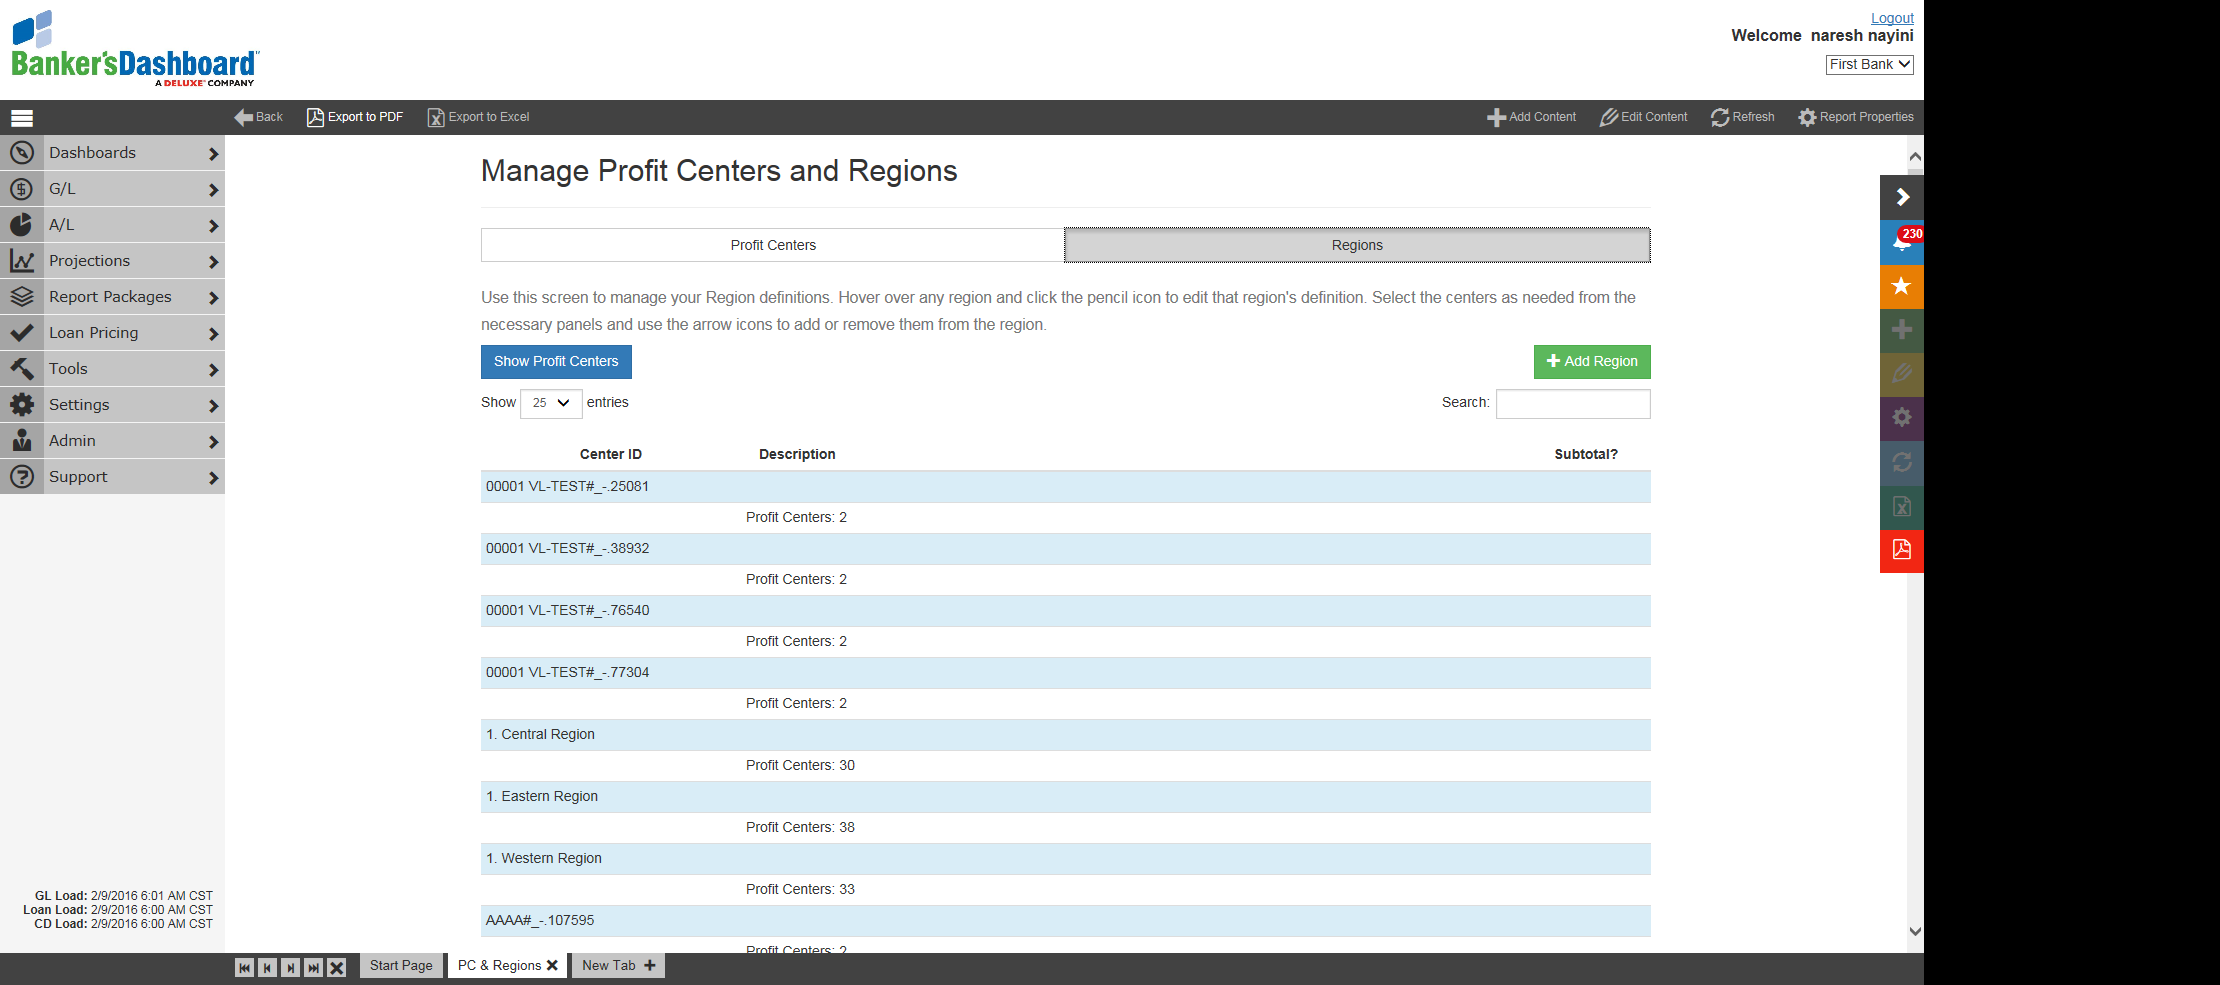 Banker'sDashboard
A DELUXE COMPANY
Logout
Welcome naresh nayini
First Bank
Back
Export to PDF
Export to Excel
Add Content
Edit Content
Refresh
Report Properties
Dashboards
G/L
A/L
Projections
Report Packages
Loan Pricing
Tools
Settings
Admin
Support
GL Load: 2/9/2016 6:01 AM CST
Loan Load: 2/9/2016 6:00 AM CST
CD Load: 2/9/2016 6:00 AM CST
Manage Profit Centers and Regions
Profit Centers
Regions
Use this screen to manage your Region definitions. Hover over any region and click the pencil icon to edit that region's definition. Select the centers as needed from the
necessary panels and use the arrow icons to add or remove them from the region.
Show Profit Centers
Add Region
Show 25 entries
Search:
Center ID Description Subtotal?
00001 VL-TEST#_-.25081
Profit Centers: 2
00001 VL-TEST#_-.38932
Profit Centers: 2
00001 VL-TEST#_-.76540
Profit Centers: 2
00001 VL-TEST#_-.77304
Profit Centers: 2
1. Central Region
Profit Centers: 30
1. Eastern Region
Profit Centers: 38
1. Western Region
Profit Centers: 33
AAAA#_-.107595
Profit Centers: 2
230
Start Page
PC & Regions
New Tab